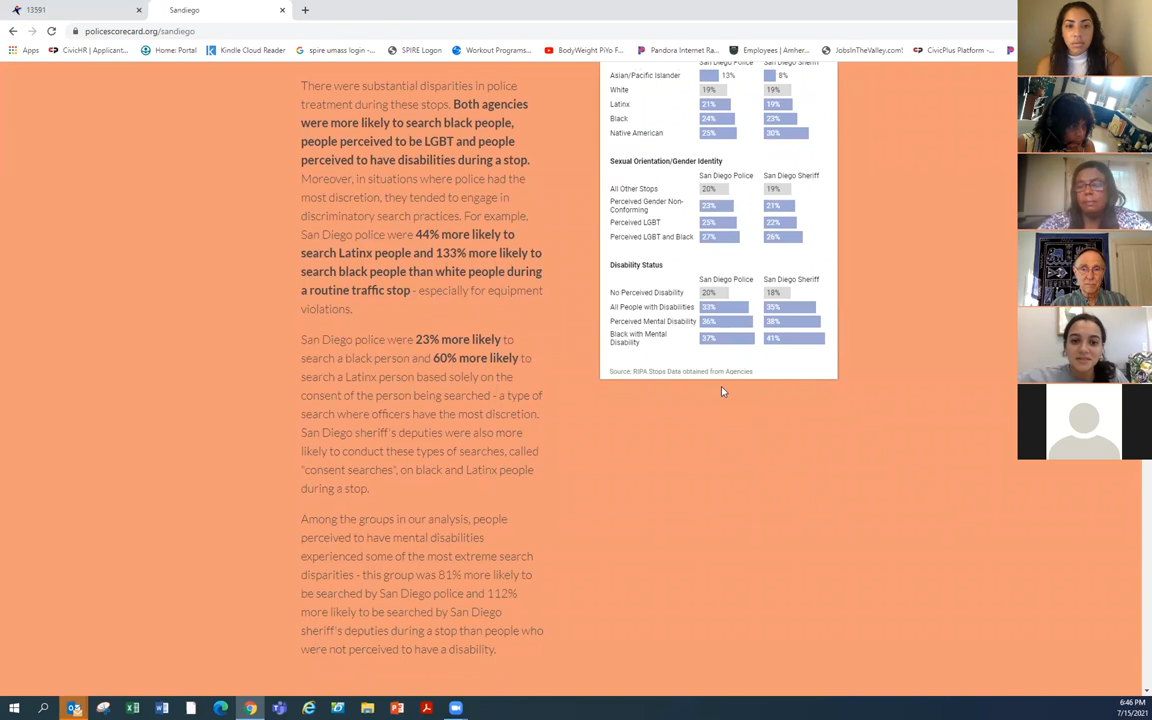 13591
Sandiego
policescorecard.org/sandiego
Apps
CivicHR | Applicant...
Home: Portal
Kindle Cloud Reader
spire umass login -...
SPIRE Logon
Workout Programs...
BodyWeight PiYo F...
Pandora Internet Ra...
Employees | Amher...
JobsInTheValley.com!
CivicPlus Platform -...
There were substantial disparities in police
treatment during these stops. Both agencies
were more likely to search black people,
people perceived to be LGBT and people
perceived to have disabilities during a stop.
Moreover, in situations where police had the
most discretion, they tended to engage in
discriminatory search practices. For example,
San Diego police were 44% more likely to
search Latinx people and 133% more likely to
search black people than white people during
a routine traffic stop - especially for equipment
violations.
San Diego police were 23% more likely to
search a black person and 60% more likely to
search a Latinx person based solely on the
consent of the person being searched - a type of
search where officers have the most discretion.
San Diego sheriff's deputies were also more
likely to conduct these types of searches, called
"consent searches", on black and Latinx people
during a stop.
Among the groups in our analysis, people
perceived to have mental disabilities
experienced some of the most extreme search
disparities - this group was 81% more likely to
be searched by San Diego police and 112%
more likely to be searched by San Diego
sheriff's deputies during a stop than people who
were not perceived to have a disability.
San Diego Police San Diego Sheriff
Asian/Pacific Islander 13% 8%
White 19% 19%
Latinx 21% 19%
Black 24% 23%
Native American 25% 30%
Sexual Orientation/Gender Identity
San Diego Police San Diego Sheriff
All Other Stops 20% 19%
Perceived Gender Non-
Conforming 23% 21%
Perceived LGBT 25% 22%
Perceived LGBT and Black 27% 26%
Disability Status
San Diego Police San Diego Sheriff
No Perceived Disability 20% 18%
All People with Disabilities 33% 35%
Perceived Mental Disability 36% 38%
Black with Mental
Disability 37% 41%
Source: RIPA Stops Data obtained from Agencies
6:46 PM
7/15/2021